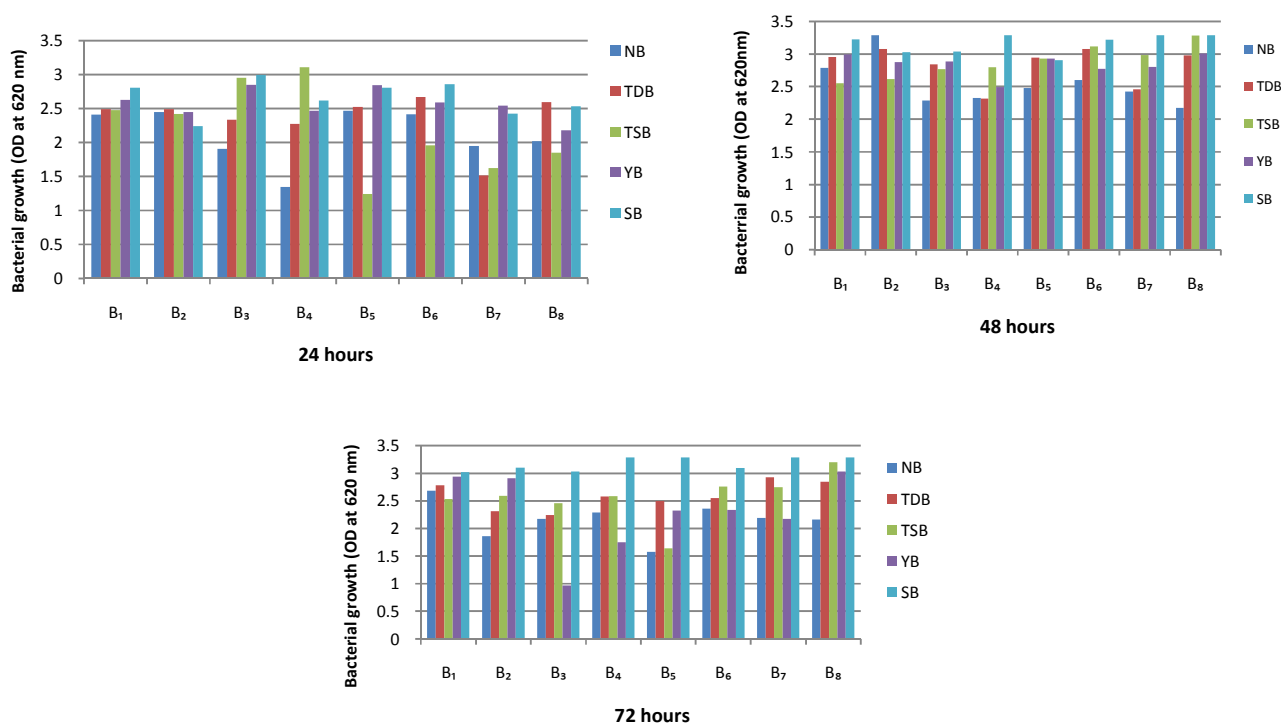 Bacterial growth (OD at 620 nm)
3.5
3
2.5
2
1.5
1
0.5
0
B₁ B₂ B₃ B₄ B₅ B₆ B₇ B₈
24 hours
NB
TDB
TSB
YB
SB
Bacterrial growth (OD at 620nm)
3.5
3
2.5
2
1.5
1
0.5
0
B₁ B₂ B₃ B₄ B₅ B₆ B₇ B₈
48 hours
NB
TDB
TSB
YB
SB
Bacterial growth (OD at 620 nm)
3.5
3
2.5
2
1.5
1
0.5
0
B₁ B₂ B₃ B₄ B₅ B₆ B₇ B₈
72 hours
NB
TDB
TSB
YB
SB